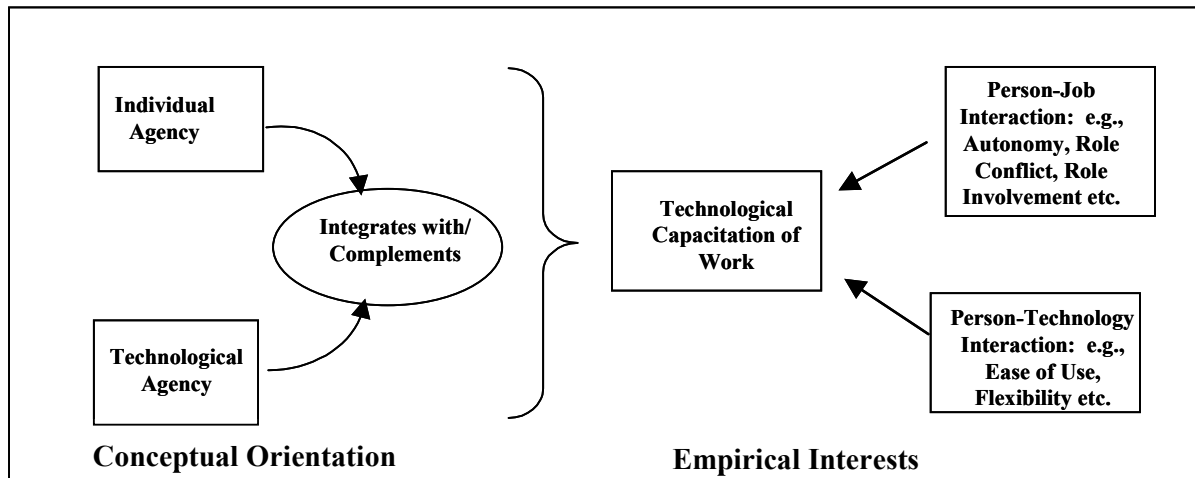 Individual
Agency
Integrates with/
Complements
Technological
Agency
Conceptual Orientation
Technological
Capacitation of
Work
Person-Job
Interaction: e.g.,
Autonomy, Role
Conflict, Role
Involvement etc.
Person-Technology
Interaction: e.g.,
Ease of Use,
Flexibility etc.
Empirical Interests